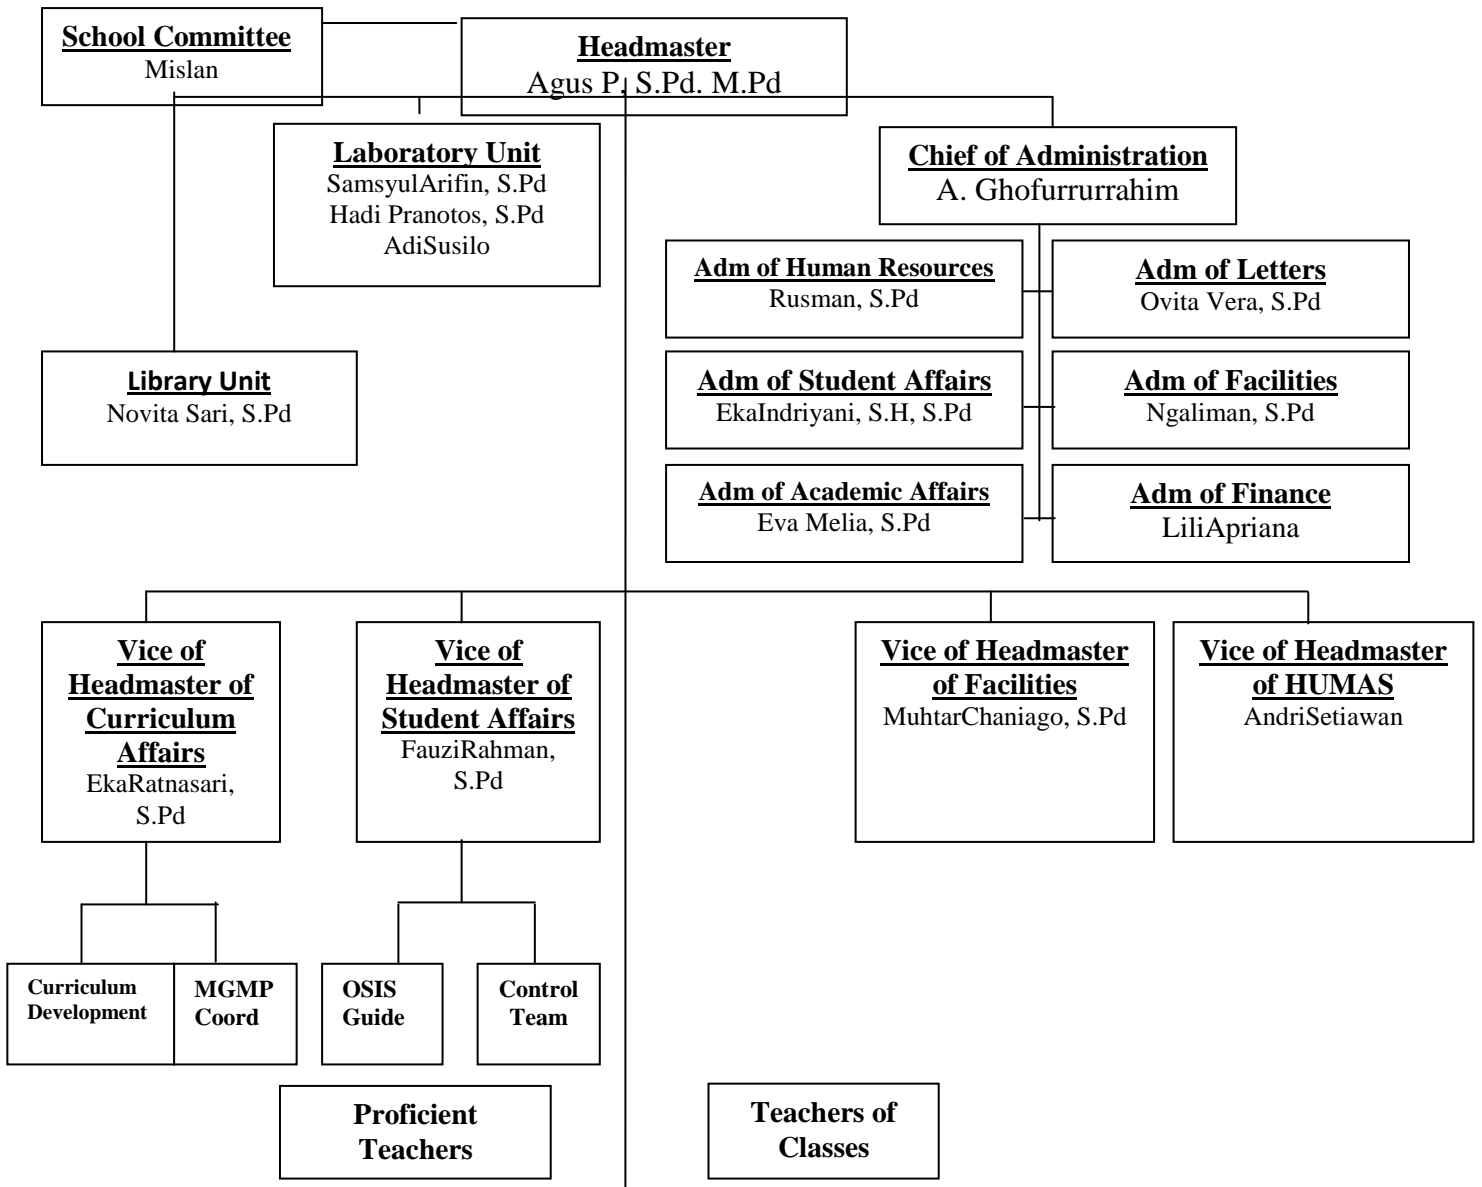 School Committee
Mislan
Headmaster
Agus P, S.Pd. M.Pd
Laboratory Unit
SamsyulArifin, S.Pd
Hadi Pranotos, S.Pd
AdiSusilo
Chief of Administration
A. Ghofurrurrahim
Adm of Human Resources
Rusman, S.Pd
Adm of Letters
Ovita Vera, S.Pd
Library Unit
Novita Sari, S.Pd
Adm of Student Affairs
EkaIndriyani, S.H, S.Pd
Adm of Facilities
Ngaliman, S.Pd
Adm of Academic Affairs
Eva Melia, S.Pd
Adm of Finance
LiliApriana
Vice of
Headmaster of
Curriculum
Affairs
EkaRatnasari,
S.Pd
Vice of
Headmaster of
Student Affairs
FauziRahman,
S.Pd
Vice of Headmaster
of Facilities
MuhtarChaniago, S.Pd
Vice of Headmaster
of HUMAS
AndriSetiawan
Curriculum
Development
MGMP
Coord
OSIS
Guide
Control
Team
Proficient
Teachers
Teachers of
Classes